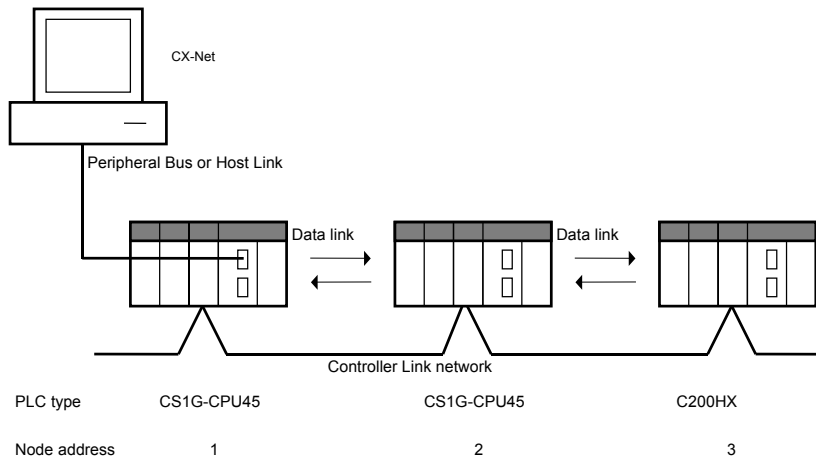 CX-Net
Peripheral Bus or Host Link
Data link
Data link
Controller Link network
PLC type CS1G-CPU45 CS1G-CPU45 C200HX
Node address 1 2 3